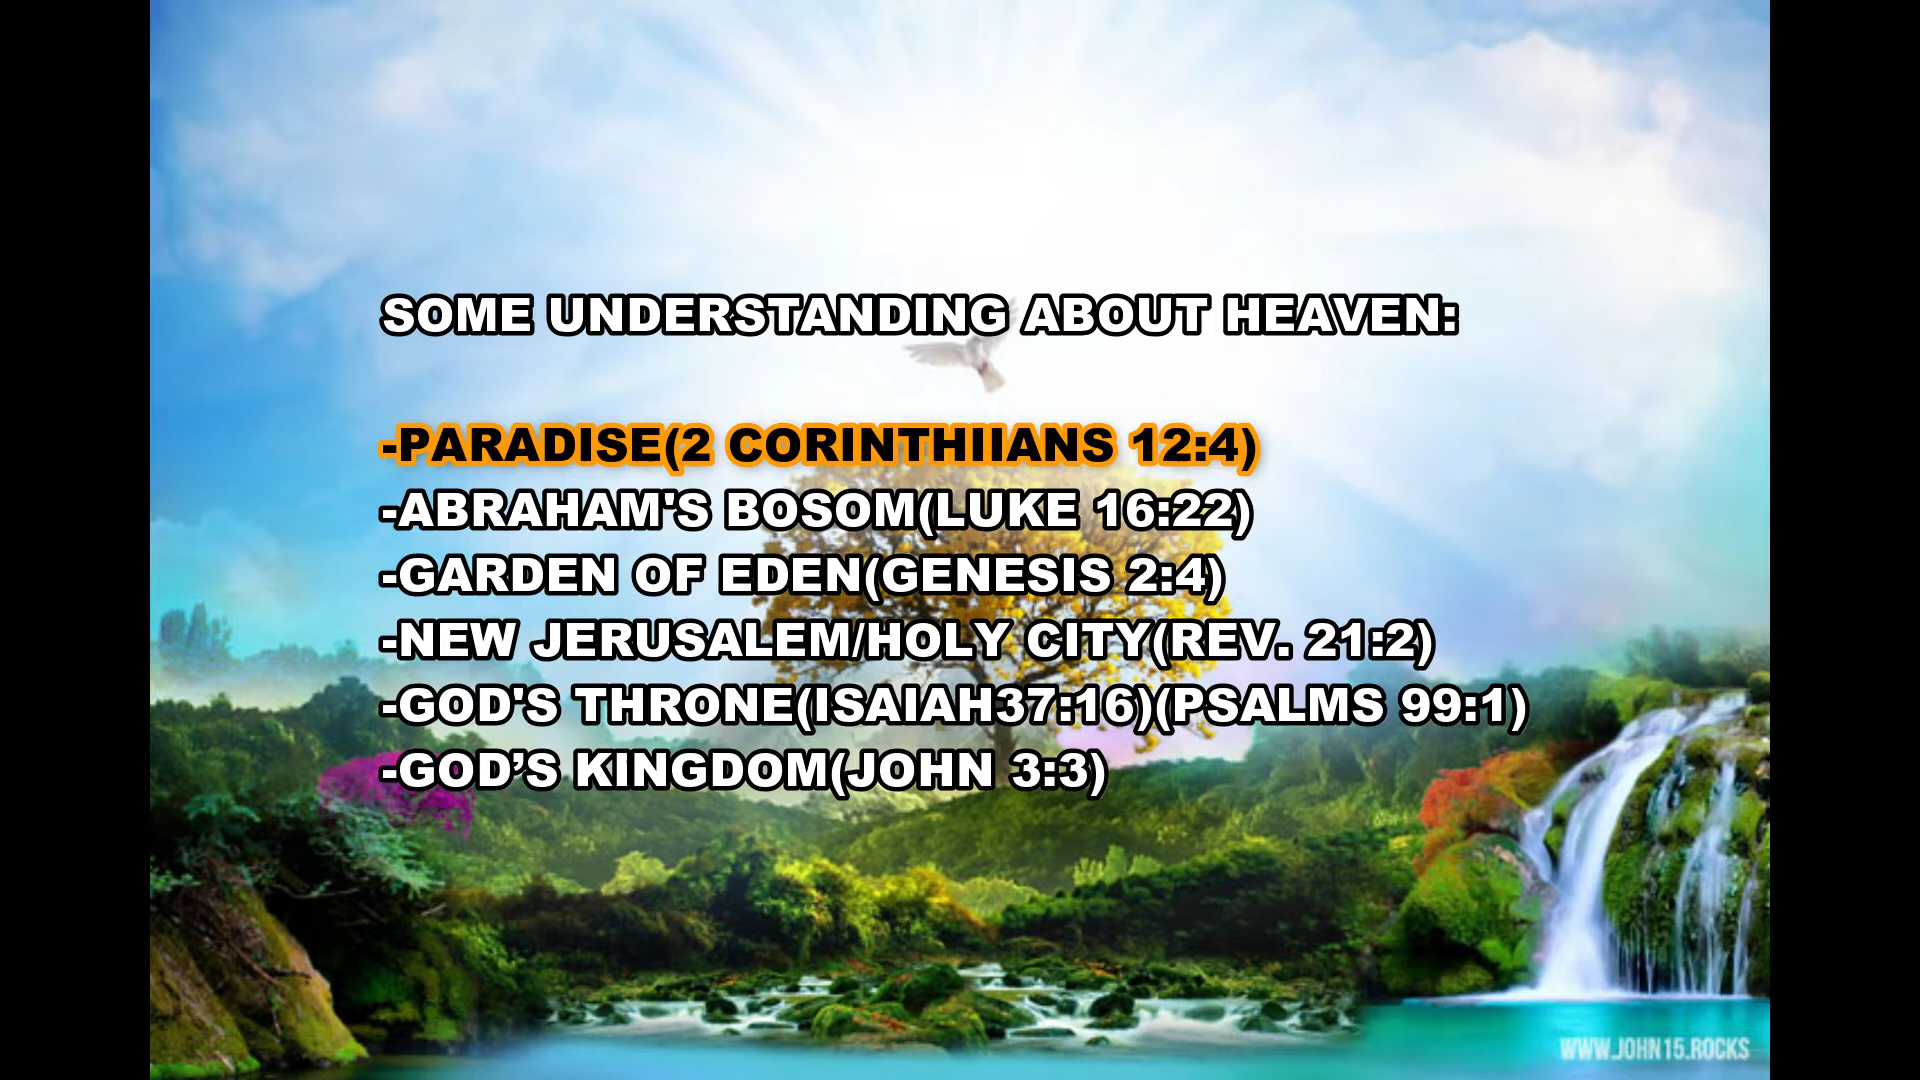 SOME UNDERSTANDING ABOUT HEAVEN:
-PARADISE(2 CORINTHIIANS 12:4)
-ABRAHAM'S BOSOM(LUKE 16:22)
-GARDEN OF EDEN(GENESIS 2:4)
-NEW JERUSALEM/HOLY CITY(REV. 21:2)
-GOD'S THRONE(ISAIAH37:16)(PSALMS 99:1)
-GOD’S KINGDOM(JOHN 3:3)
WWW.JOHN15.ROCKS